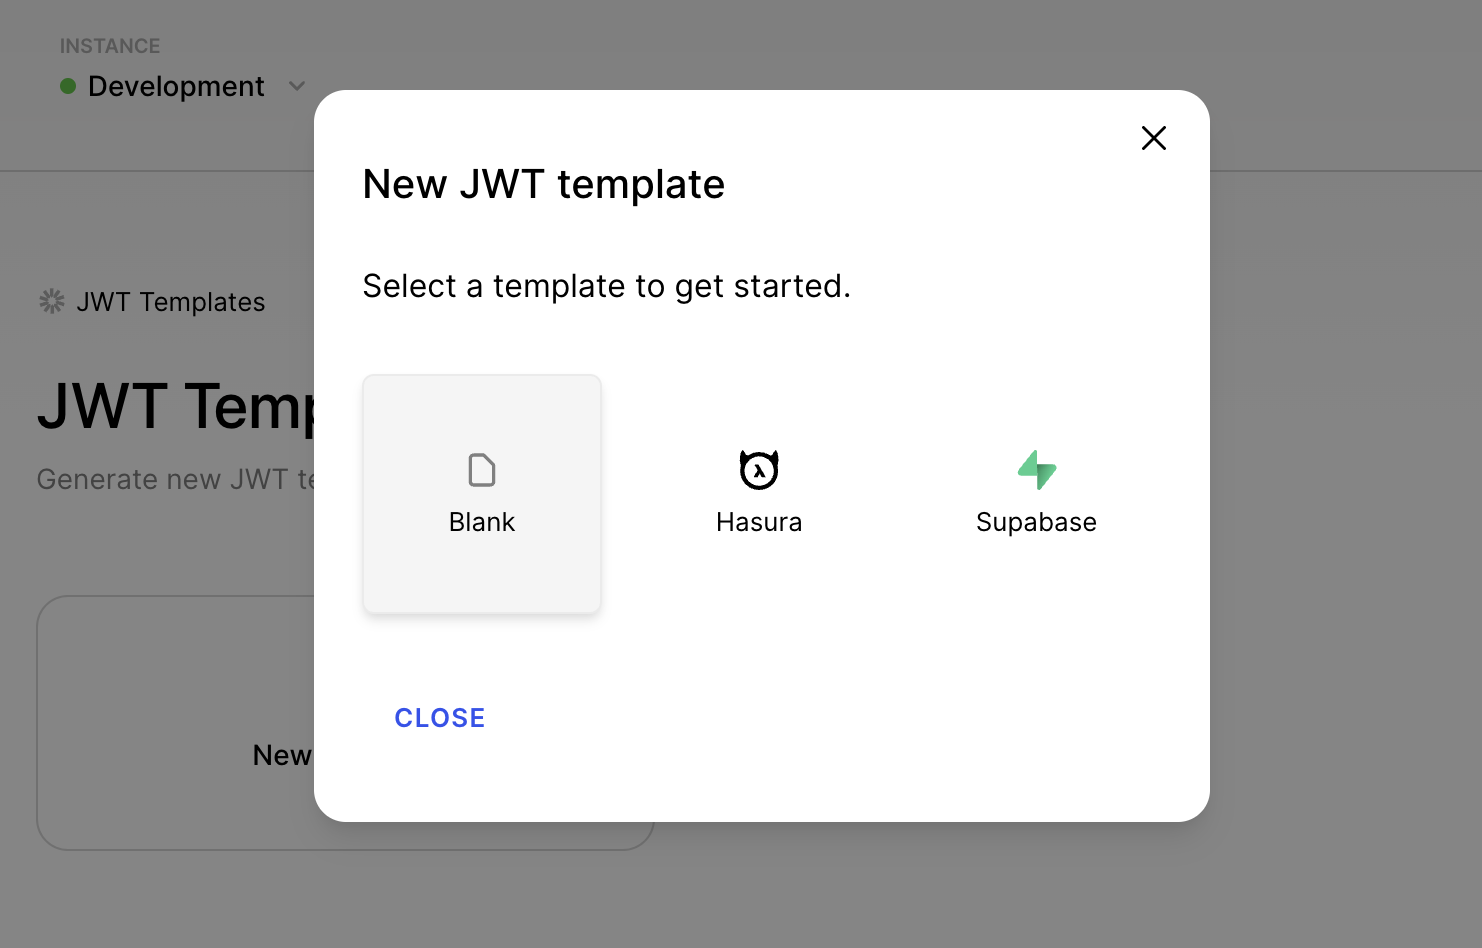 INSTANCE
Development
New JWT template
Select a template to get started.
JWT Templates
JWT Temp
Generate new JWT te
Blank
Hasura
Supabase
CLOSE
New